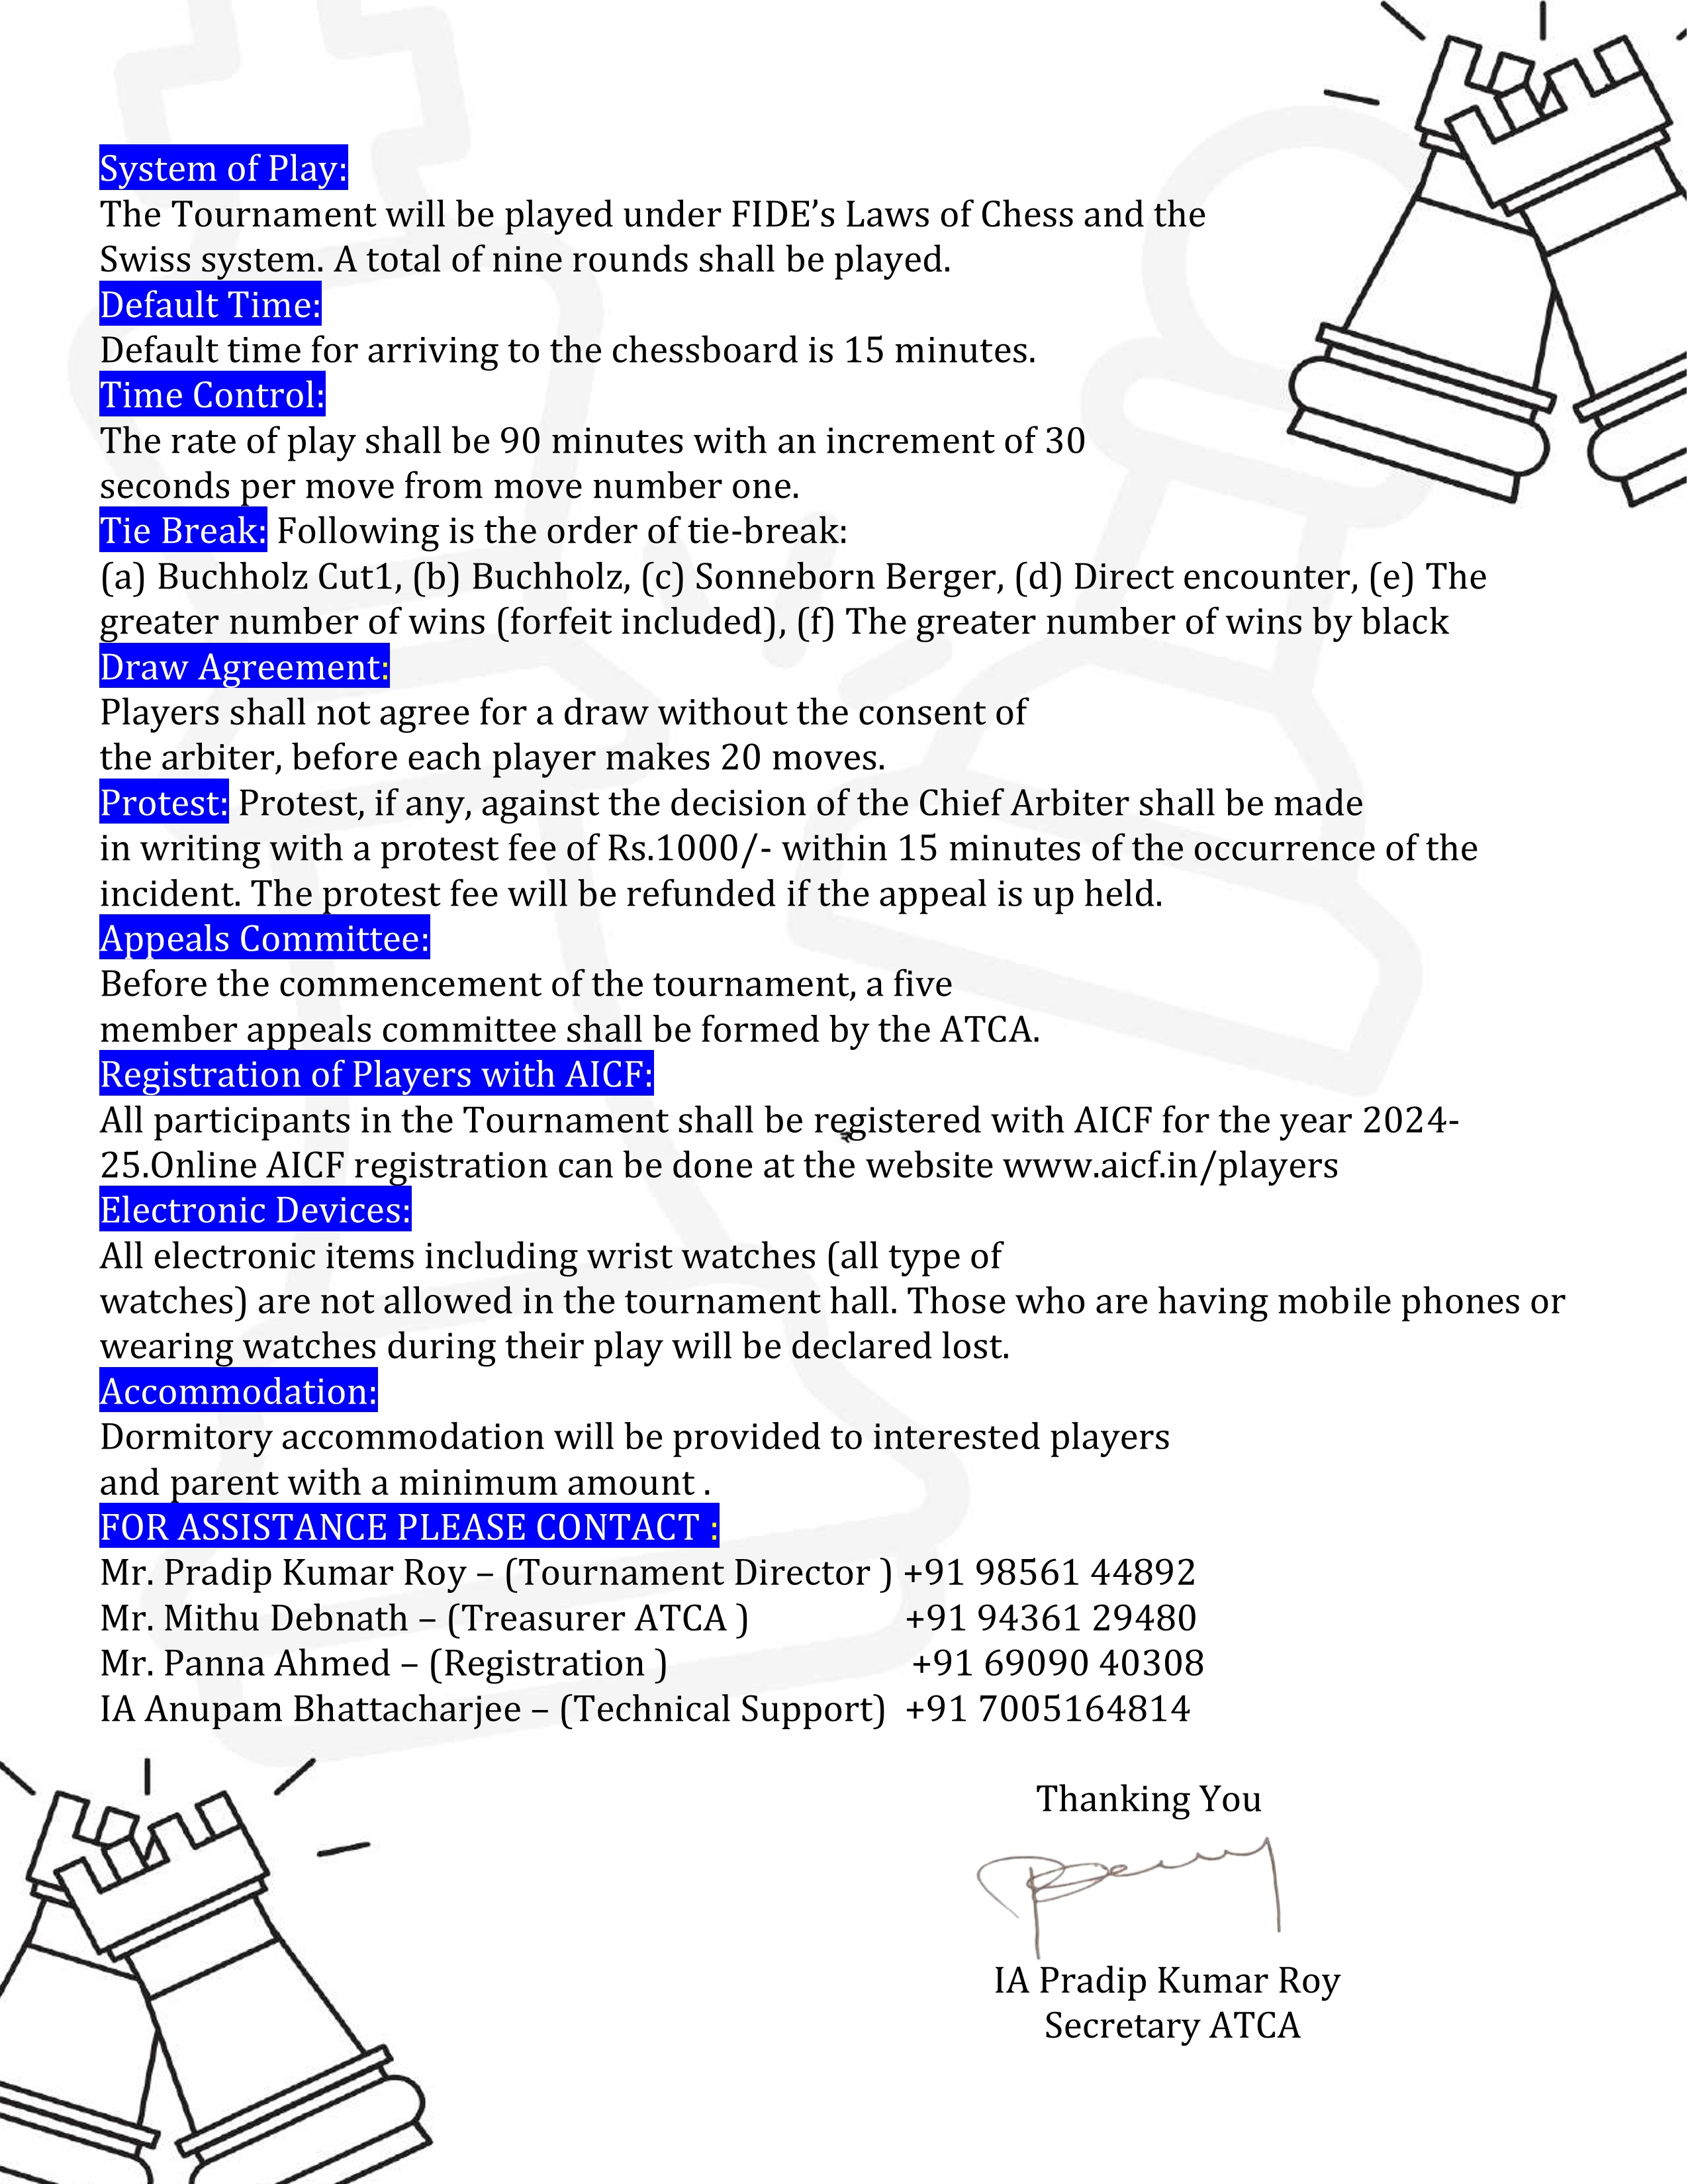 System of Play:
The Tournament will be played under FIDE’s Laws of Chess and the
Swiss system. A total of nine rounds shall be played.
Default Time:
Default time for arriving to the chessboard is 15 minutes.
Time Control:
The rate of play shall be 90 minutes with an increment of 30
seconds per move from move number one.
Tie Break: Following is the order of tie-break:
(a) Buchholz Cut1, (b) Buchholz, (c) Sonneborn Berger, (d) Direct encounter, (e) The
greater number of wins (forfeit included), (f) The greater number of wins by black
Draw Agreement:
Players shall not agree for a draw without the consent of
the arbiter, before each player makes 20 moves.
Protest: Protest, if any, against the decision of the Chief Arbiter shall be made
in writing with a protest fee of Rs.1000/- within 15 minutes of the occurrence of the
incident. The protest fee will be refunded if the appeal is up held.
Appeals Committee:
Before the commencement of the tournament, a five
member appeals committee shall be formed by the ATCA.
Registration of Players with AICF:
All participants in the Tournament shall be registered with AICF for the year 2024-
25.Online AICF registration can be done at the website www.aicf.in/players
Electronic Devices:
All electronic items including wrist watches (all type of
watches) are not allowed in the tournament hall. Those who are having mobile phones or
wearing watches during their play will be declared lost.
Accommodation:
Dormitory accommodation will be provided to interested players
and parent with a minimum amount .
FOR ASSISTANCE PLEASE CONTACT :
Mr. Pradip Kumar Roy – (Tournament Director ) +91 98561 44892
Mr. Mithu Debnath – (Treasurer ATCA ) +91 94361 29480
Mr. Panna Ahmed – (Registration ) +91 69090 40308
IA Anupam Bhattacharjee – (Technical Support) +91 7005164814
Thanking You
IA Pradip Kumar Roy
Secretary ATCA